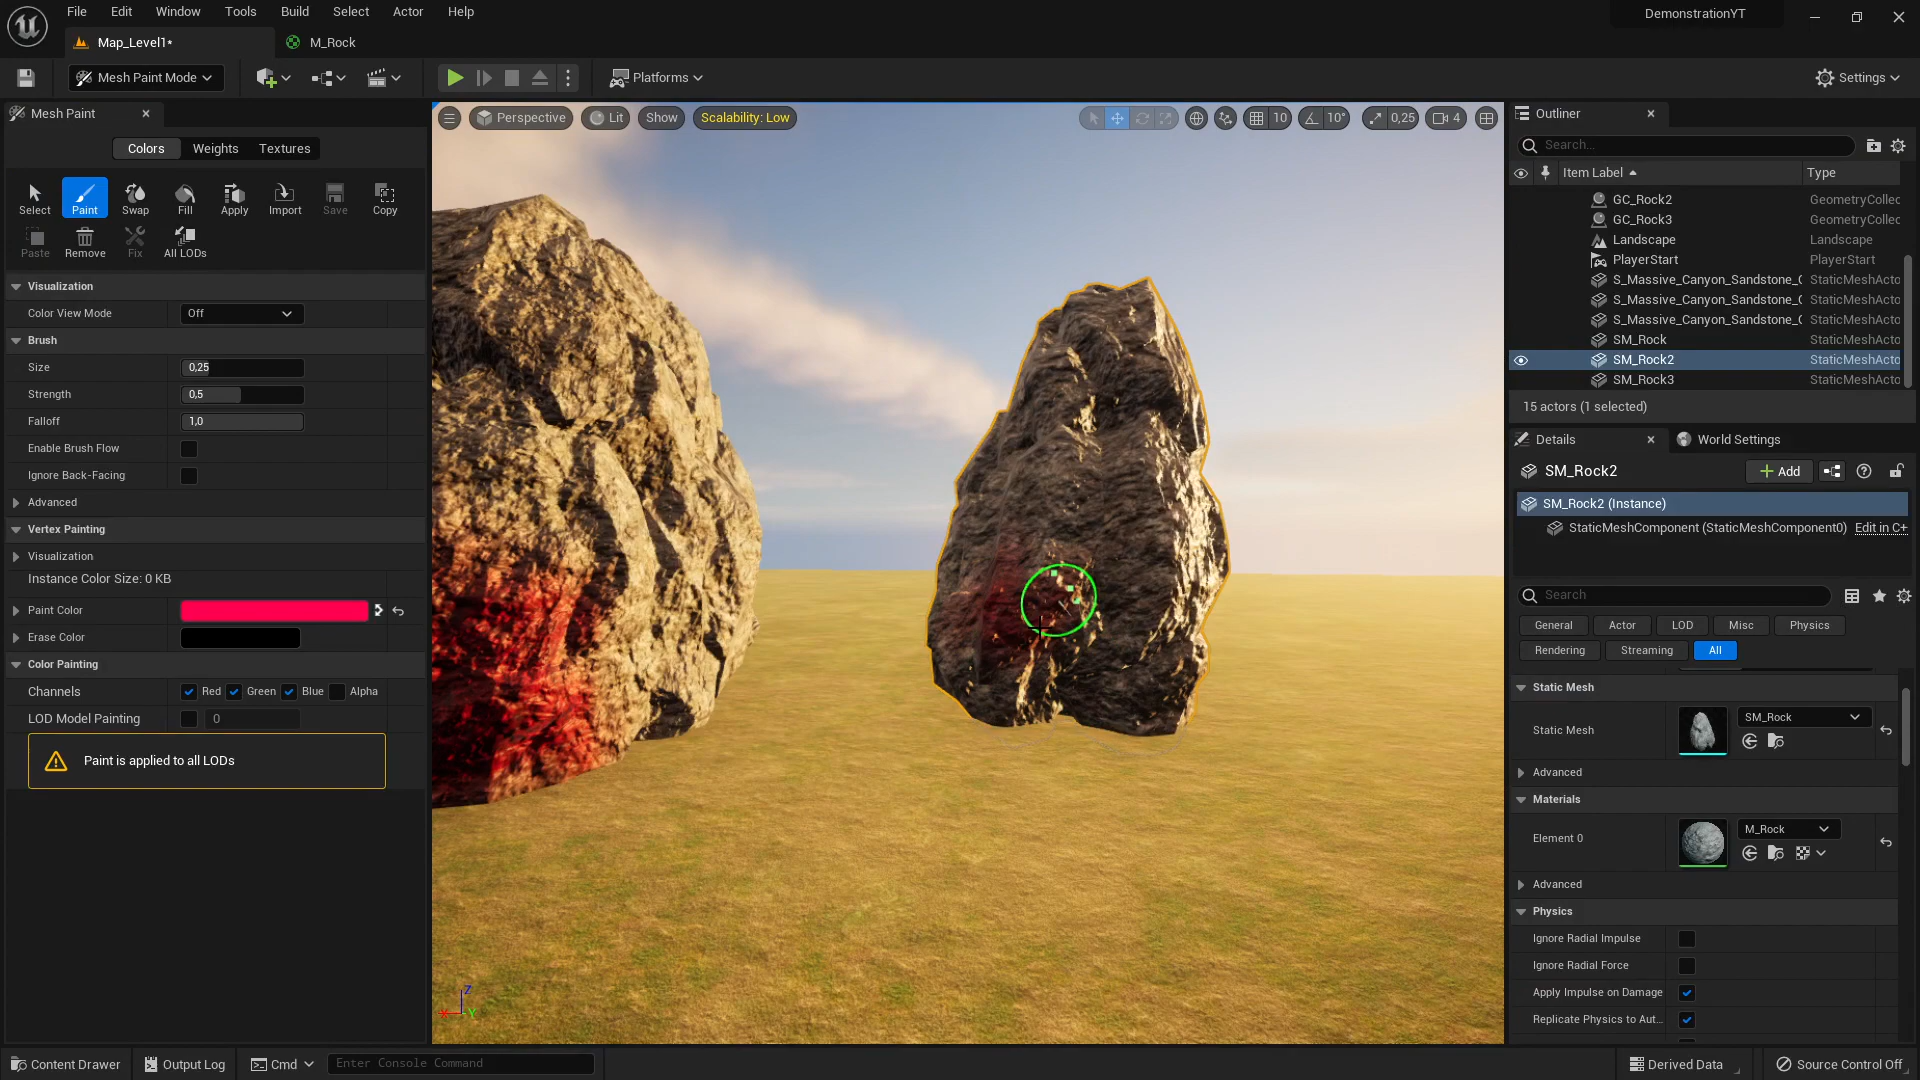 File Edit Window Tools Build Select Actor Help
DemonstrationYT
Map_Level1*
M_Rock
Mesh Paint Mode
Platforms
Settings
Mesh Paint
Colors Weights Textures
Select Paint Swap Fill Apply Import Save Copy
Paste Remove Fix All LODs
Visualization
Color View Mode Off
Brush
Size 0,25
Strength 0,5
Falloff 1,0
Enable Brush Flow
Ignore Back-Facing
Advanced
Vertex Painting
Visualization
Instance Color Size: 0 KB
Paint Color
Erase Color
Color Painting
Channels Red Green Blue Alpha
LOD Model Painting 0
Paint is applied to all LODs
Perspective Lit Show Scalability: Low
10 10° 0,25 4
Z
X Y
Outliner
Search...
Item Label Type
GC_Rock2 GeometryCollec
GC_Rock3 GeometryCollec
Landscape Landscape
PlayerStart PlayerStart
S_Massive_Canyon_Sandstone_( StaticMeshActo
S_Massive_Canyon_Sandstone_( StaticMeshActo
S_Massive_Canyon_Sandstone_( StaticMeshActo
SM_Rock StaticMeshActo
SM_Rock2 StaticMeshActo
SM_Rock3 StaticMeshActo
15 actors (1 selected)
Details World Settings
SM_Rock2
Add
SM_Rock2 (Instance)
StaticMeshComponent (StaticMeshComponent0) Edit in C+
Search
General Actor LOD Misc Physics
Rendering Streaming All
Static Mesh
Static Mesh SM_Rock
Advanced
Materials
Element 0 M_Rock
Advanced
Physics
Ignore Radial Impulse
Ignore Radial Force
Apply Impulse on Damage
Replicate Physics to Aut...
Content Drawer Output Log Cmd Enter Console Command
Derived Data Source Control Off